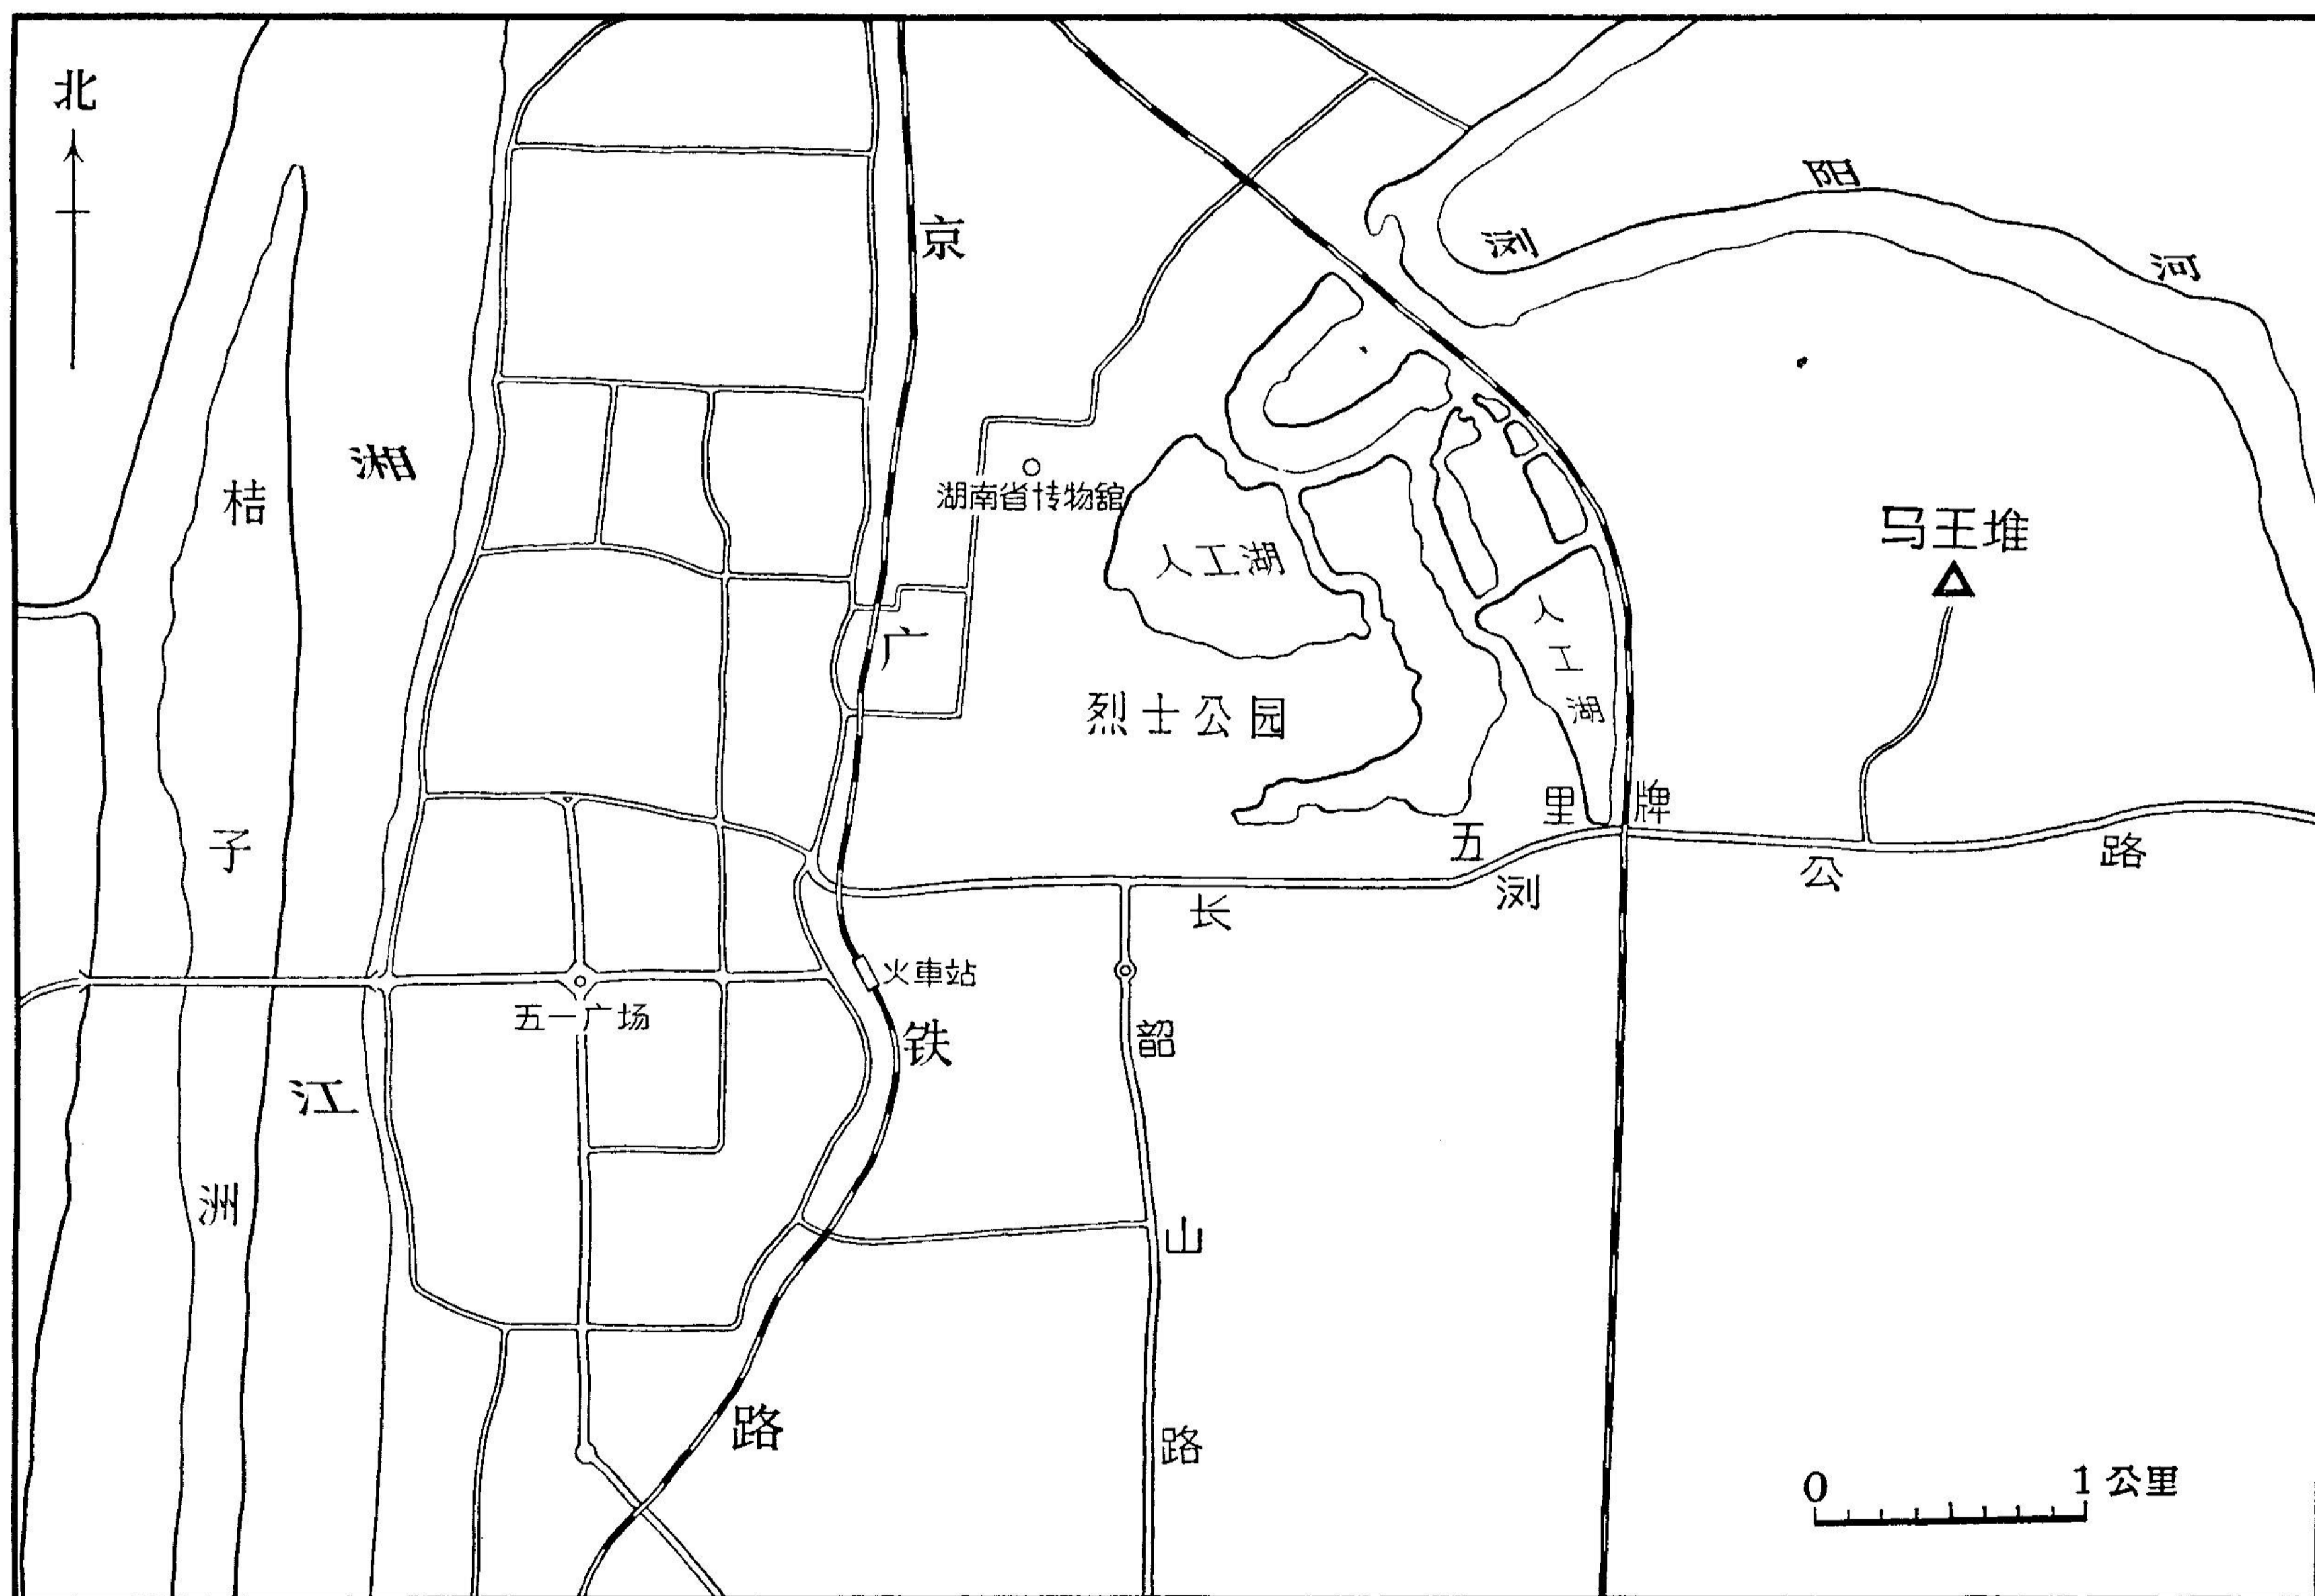 北
桔子洲
湘江
京广铁路
浏阳河
湖南省博物館
人工湖
人工湖
烈士公园
马王堆
五里牌
长浏公路
火車站
五一广场
韶山路
0 1 公里